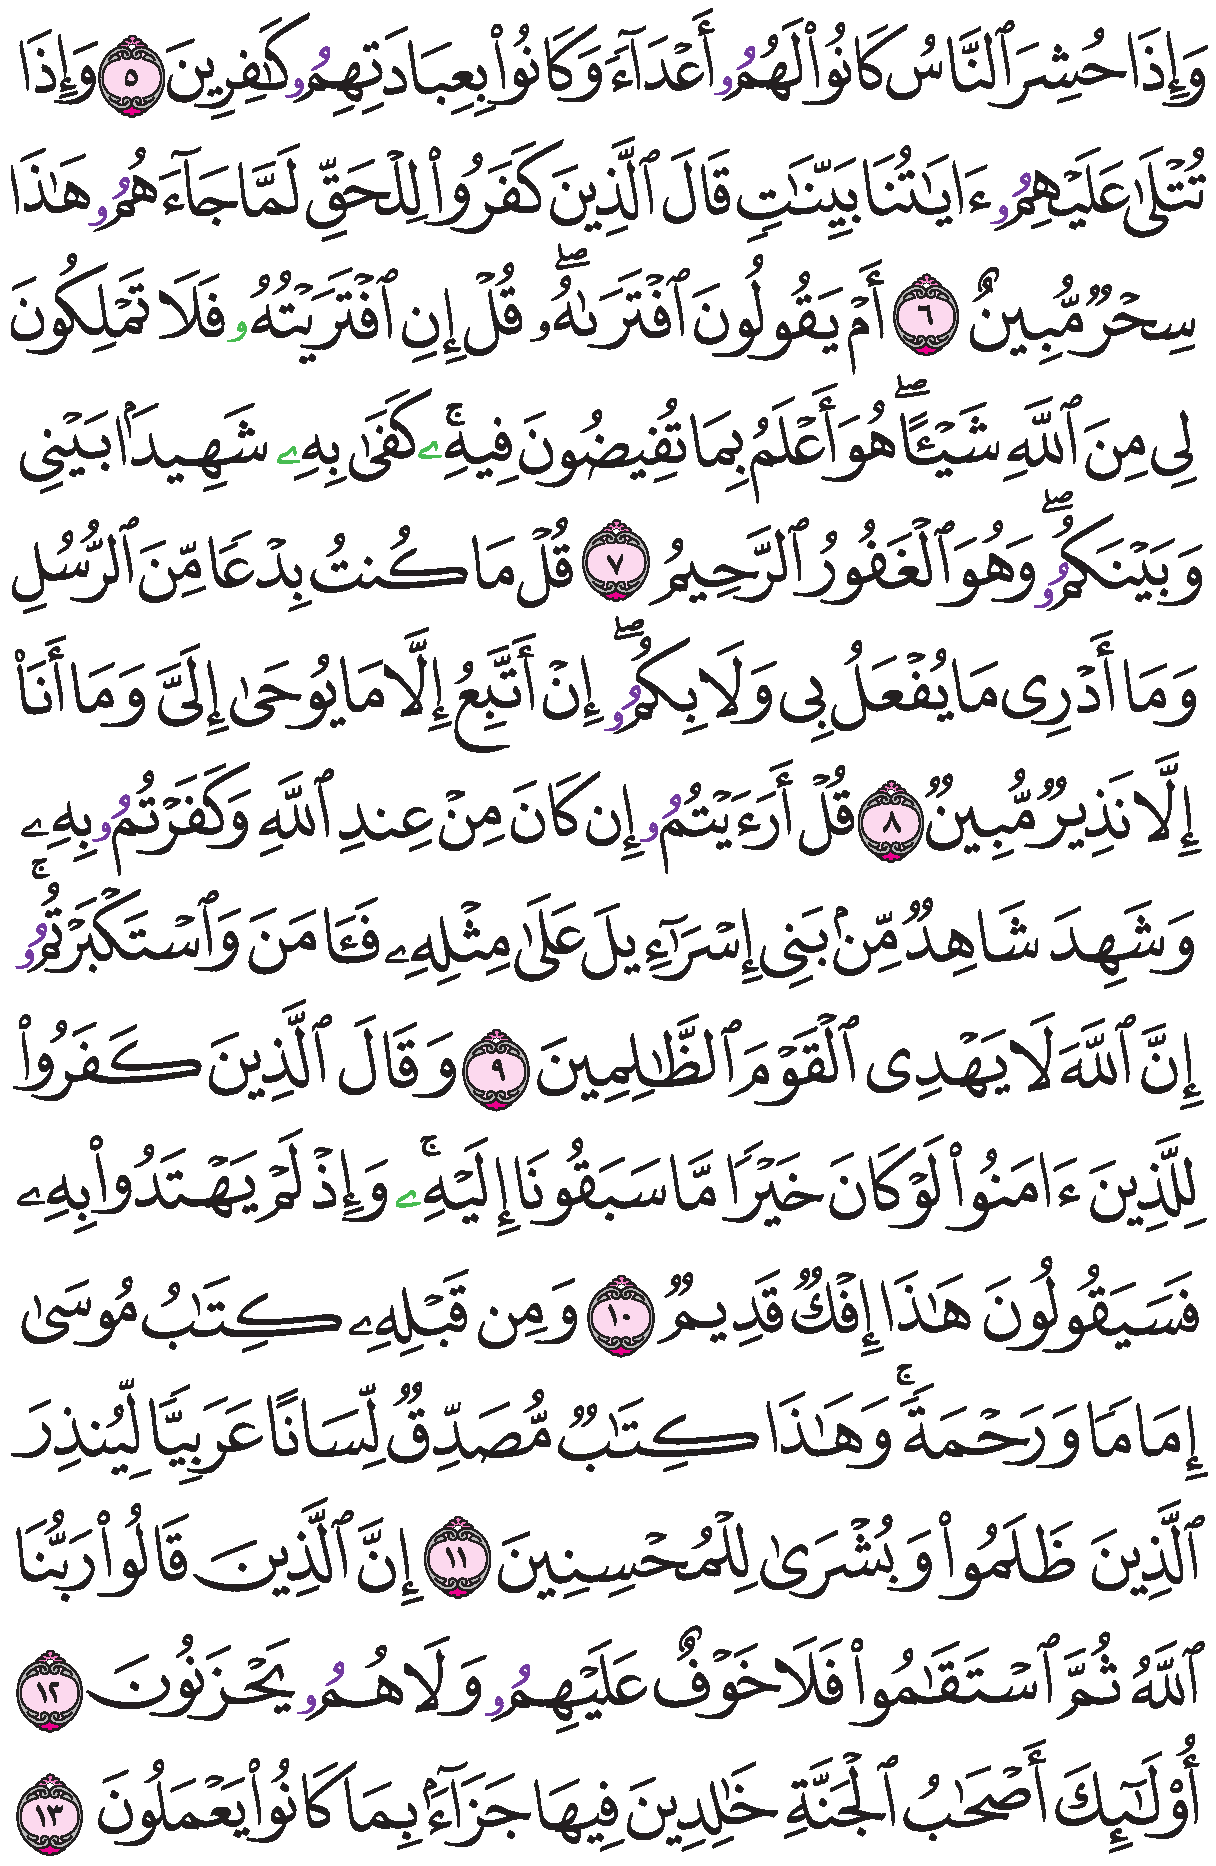 وَإِذَا حُشِرَ ٱلنَّاسُ كَانُواْ لَهُمُۥ أَعۡدَآءٗ وَكَانُواْ بِعِبَادَتِهِمُۥ كَٰفِرِينَ ٥ وَإِذَا
تُتۡلَىٰ عَلَيۡهِمُۥ ءَايَٰتُنَا بَيِّنَٰتٖ قَالَ ٱلَّذِينَ كَفَرُواْ لِلۡحَقِّ لَمَّا جَآءَهُمُۥ هَٰذَا
سِحۡرٞ مُّبِينٌ ٦ أَمۡ يَقُولُونَ ٱفۡتَرَىٰهُۥۖ قُلۡ إِنِ ٱفۡتَرَيۡتُهُۥ فَلَا تَمۡلِكُونَ
لِي مِنَ ٱللَّهِ شَيۡـًٔاۖ هُوَ أَعۡلَمُ بِمَا تُفِيضُونَ فِيهِۦۚ كَفَىٰ بِهِۦ شَهِيدَۢا بَيۡنِي
وَبَيۡنَكُمُۥۖ وَهُوَ ٱلۡغَفُورُ ٱلرَّحِيمُ ٧ قُلۡ مَا كُنتُ بِدۡعٗا مِّنَ ٱلرُّسُلِ
وَمَا أَدۡرِي مَا يُفۡعَلُ بِي وَلَا بِكُمُۥۖ إِنۡ أَتَّبِعُ إِلَّا مَا يُوحَىٰ إِلَيَّ وَمَا أَنَا۠
إِلَّا نَذِيرٞ مُّبِينٞ ٨ قُلۡ أَرَءَيۡتُمُۥ إِن كَانَ مِنۡ عِندِ ٱللَّهِ وَكَفَرۡتُمُۥ بِهِۦ
وَشَهِدَ شَاهِدٞ مِّنۢ بَنِي إِسۡرَٰٓءِيلَ عَلَىٰ مِثۡلِهِۦ فَـَٔامَنَ وَٱسۡتَكۡبَرۡتُمُۥۚ
إِنَّ ٱللَّهَ لَا يَهۡدِي ٱلۡقَوۡمَ ٱلظَّٰلِمِينَ ٩ وَقَالَ ٱلَّذِينَ كَفَرُواْ
لِلَّذِينَ ءَامَنُواْ لَوۡ كَانَ خَيۡرٗا مَّا سَبَقُونَا إِلَيۡهِۦۚ وَإِذۡ لَمۡ يَهۡتَدُواْ بِهِۦ
فَسَيَقُولُونَ هَٰذَا إِفۡكٞ قَدِيمٞ ١٠ وَمِن قَبۡلِهِۦ كِتَٰبُ مُوسَىٰ
إِمَامٗا وَرَحۡمَةٗۚ وَهَٰذَا كِتَٰبٞ مُّصَدِّقٞ لِّسَانًا عَرَبِيّٗا لِّيُنذِرَ
ٱلَّذِينَ ظَلَمُواْ وَبُشۡرَىٰ لِلۡمُحۡسِنِينَ ١١ إِنَّ ٱلَّذِينَ قَالُواْ رَبُّنَا
ٱللَّهُ ثُمَّ ٱسۡتَقَٰمُواْ فَلَا خَوۡفٌ عَلَيۡهِمُۥ وَلَا هُمُۥ يَحۡزَنُونَ ١٢
أُوْلَٰٓئِكَ أَصۡحَٰبُ ٱلۡجَنَّةِ خَٰلِدِينَ فِيهَا جَزَآءَۢ بِمَا كَانُواْ يَعۡمَلُونَ ١٣